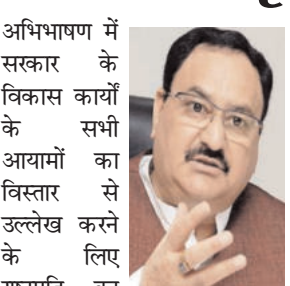 अभिभाषण में
सरकार के
विकास कार्यों
के सभी
आयामों का
विस्तार से
उल्लेख करने
के लिए